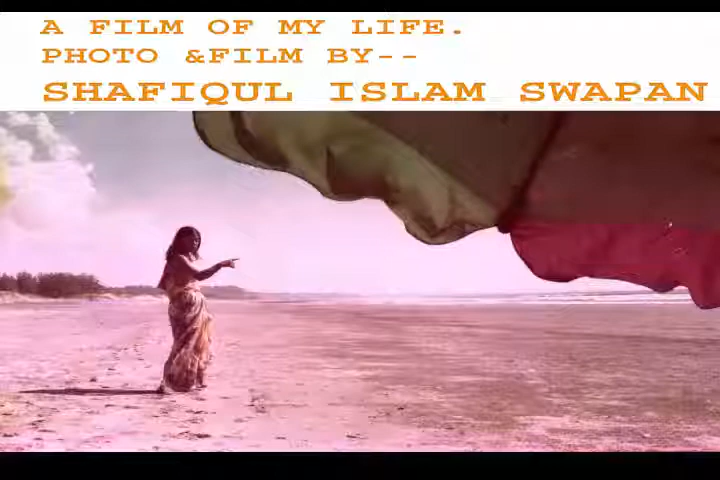 A FILM OF MY LIFE.
PHOTO &FILM BY--
SHAFIQUL ISLAM SWAPAN